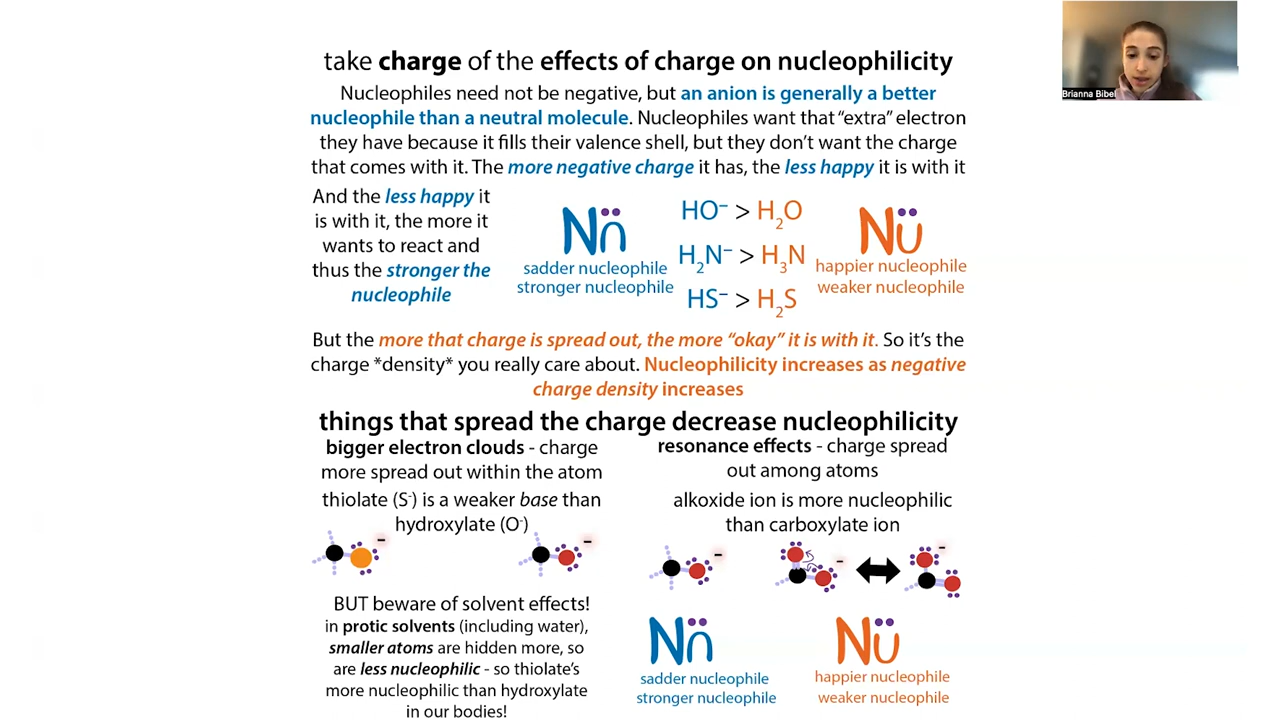 take charge of the effects of charge on nucleophilicity
Brianna Bibel
Nucleophiles need not be negative, but an anion is generally a better
nucleophile than a neutral molecule. Nucleophiles want that “extra” electron
they have because it fills their valence shell, but they don’t want the charge
that comes with it. The more negative charge it has, the less happy it is with it
And the less happy it
is with it, the more it
wants to react and
thus the stronger the
nucleophile
Nu
sadder nucleophile
stronger nucleophile
HO⁻ > H₂O
H₂N⁻ > H₃N
HS⁻ > H₂S
Nu
happier nucleophile
weaker nucleophile
But the more that charge is spread out, the more “okay” it is with it. So it’s the
charge *density* you really care about. Nucleophilicity increases as negative
charge density increases
things that spread the charge decrease nucleophilicity
bigger electron clouds - charge
more spread out within the atom
thiolate (S⁻) is a weaker base than
hydroxylate (O⁻)
−
−
BUT beware of solvent effects!
in protic solvents (including water),
smaller atoms are hidden more, so
are less nucleophilic - so thiolate’s
more nucleophilic than hydroxylate
in our bodies!
resonance effects - charge spread
out among atoms
alkoxide ion is more nucleophilic
than carboxylate ion
−
−
−
Nu
sadder nucleophile
stronger nucleophile
Nu
happier nucleophile
weaker nucleophile